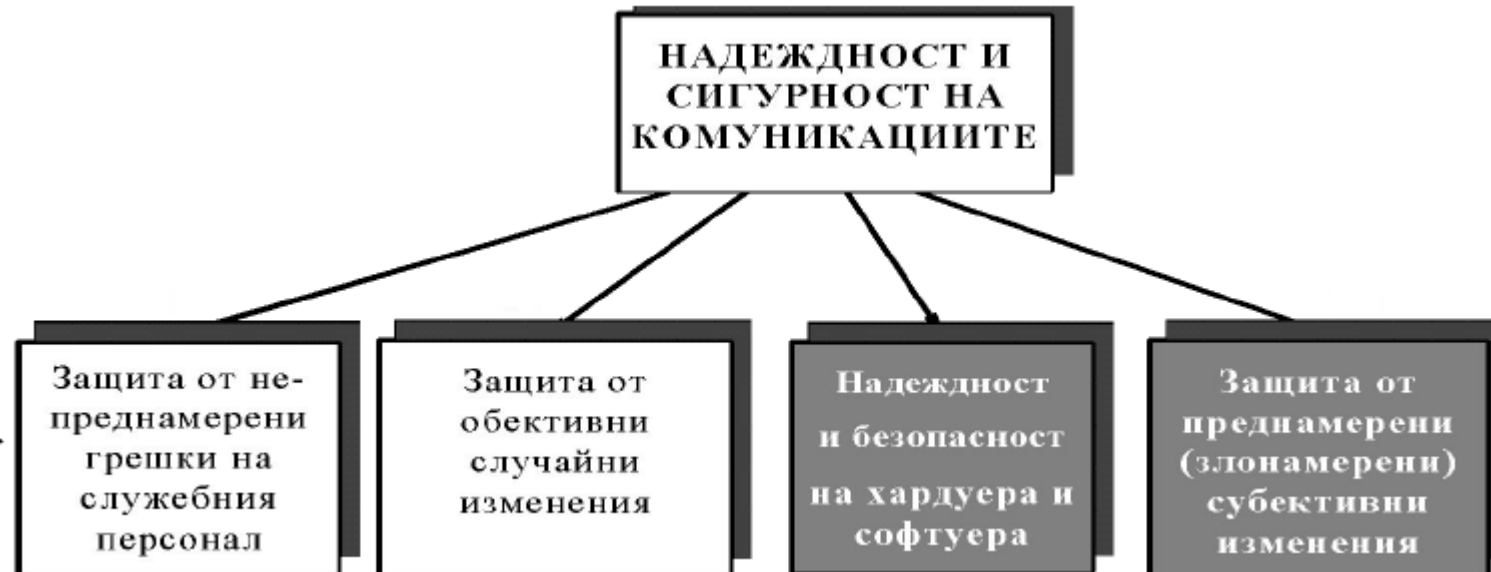 НАДЕЖДНОСТ И
СИГУРНОСТ НА
КОМУНИКАЦИИТЕ
Защита от не-
преднамерени
грешки на
служебния
персонал
Защита от
обективни
случайни
изменения
Надеждност
и безопасност
на хардуера и
софтуера
Защита от
преднамерени
(злонамерени)
субективни
изменения